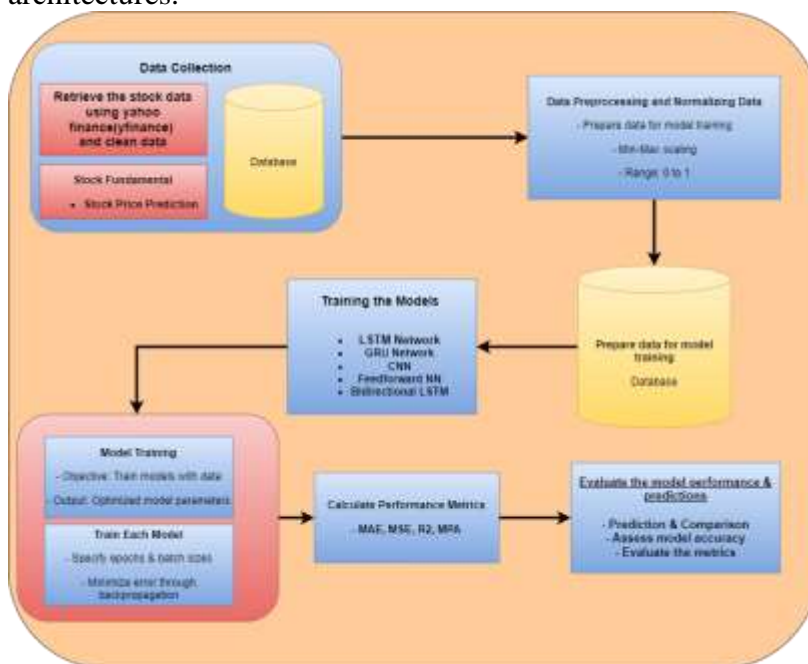 architectures.
Data Collection
Retrieve the stock data
using yahoo
finance(yfinance)
and clean data
Database
Stock Fundamental
• Stock Price Prediction
Data Preprocessing and Normalizing Data
- Prepare data for model training
- Min-Max scaling
- Range: 0 to 1
Prepare data for model
training:
Database
Training the Models
• LSTM Network
• GRU Network
• CNN
• Feedforward NN
• Bidirectional LSTM
Model Training
- Objective: Train models with data
- Output: Optimized model parameters
Train Each Model
- Specify epochs & batch sizes
- Minimize error through
backpropagation
Calculate Performance Metrics
- MAE, MSE, R2, MPA
Evaluate the model performance &
predictions
- Prediction & Comparison
- Assess model accuracy
- Evaluate the metrics